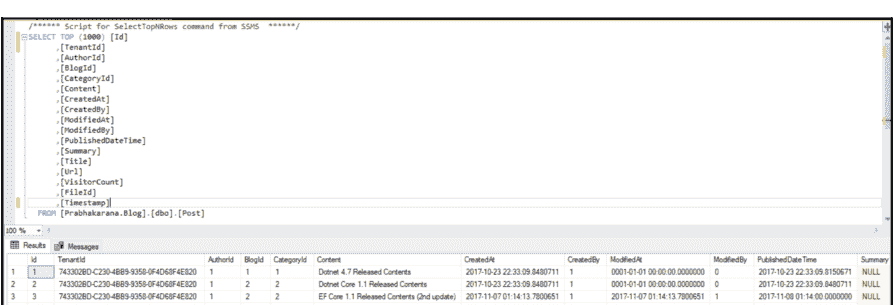 /****** Script for SelectTopNRows command from SSMS ******/
SELECT TOP (1000) [Id]
,[TenantId]
,[AuthorId]
,[BlogId]
,[CategoryId]
,[Content]
,[CreatedAt]
,[CreatedBy]
,[ModifiedAt]
,[ModifiedBy]
,[PublishedDateTime]
,[Summary]
,[Title]
,[Url]
,[VisitorCount]
,[FileId]
,[Timestamp]
FROM [Prabhakarana.Blog].[dbo].[Post]
100 %
Results Messages
Id TenantId AuthorId BlogId CategoryId Content CreatedAt CreatedBy ModifiedAt ModifiedBy PublishedDateTime Summary
1 1 743302BD-C230-4BB9-9358-0F4D68F4E820 1 1 1 Dotnet 4.7 Released Contents 2017-10-23 22:33:09.8480711 1 0001-01-01 00:00:00.0000000 0 2017-10-23 22:33:09.8150671 NULL
2 2 743302BD-C230-4BB9-9358-0F4D68F4E820 1 2 2 Dotnet Core 1.1 Released Contents 2017-10-23 22:33:09.8480711 1 0001-01-01 00:00:00.0000000 0 2017-10-23 22:33:09.8150671 NULL
3 3 743302BD-C230-4BB9-9358-0F4D68F4E820 1 2 2 EF Core 1.1 Released Contents (2nd update) 2017-11-07 01:14:13.7800651 1 2017-11-07 01:14:13.7800651 1 2017-11-08 01:14:09.0000000 NULL